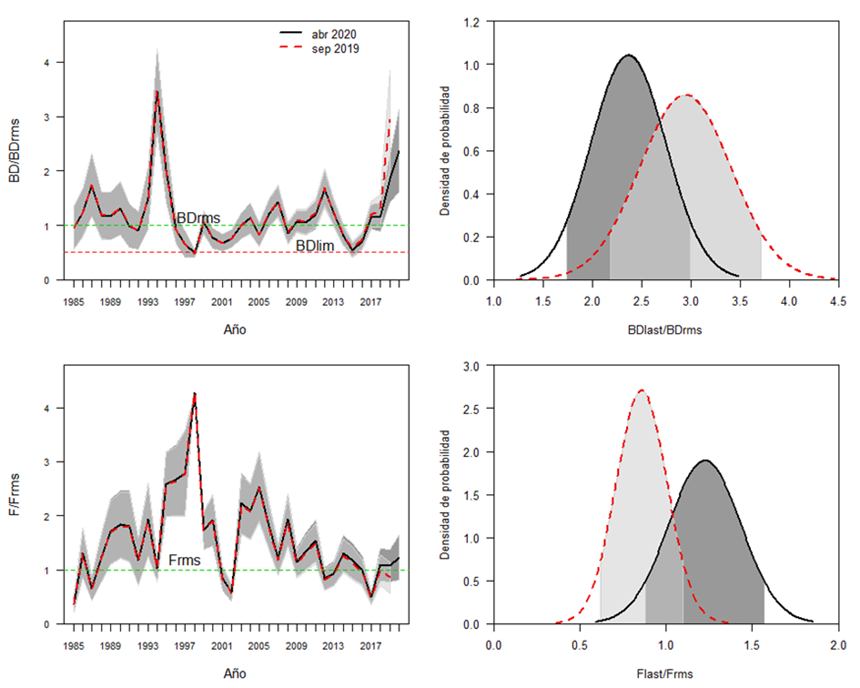 abr 2020
sep 2019
BD/BDrms
4
3
2
1
0
BDrms
BDlim
1985 1989 1993 1997 2001 2005 2009 2013 2017
Año
Densidad de probabilidad
1.2
1.0
0.8
0.6
0.4
0.2
0.0
1.0 1.5 2.0 2.5 3.0 3.5 4.0 4.5
BDlast/BDrms
F/Frms
4
3
2
1
0
Frms
1985 1989 1993 1997 2001 2005 2009 2013 2017
Año
Densidad de probabilidad
3.0
2.5
2.0
1.5
1.0
0.5
0.0
0.0 0.5 1.0 1.5 2.0
Flast/Frms